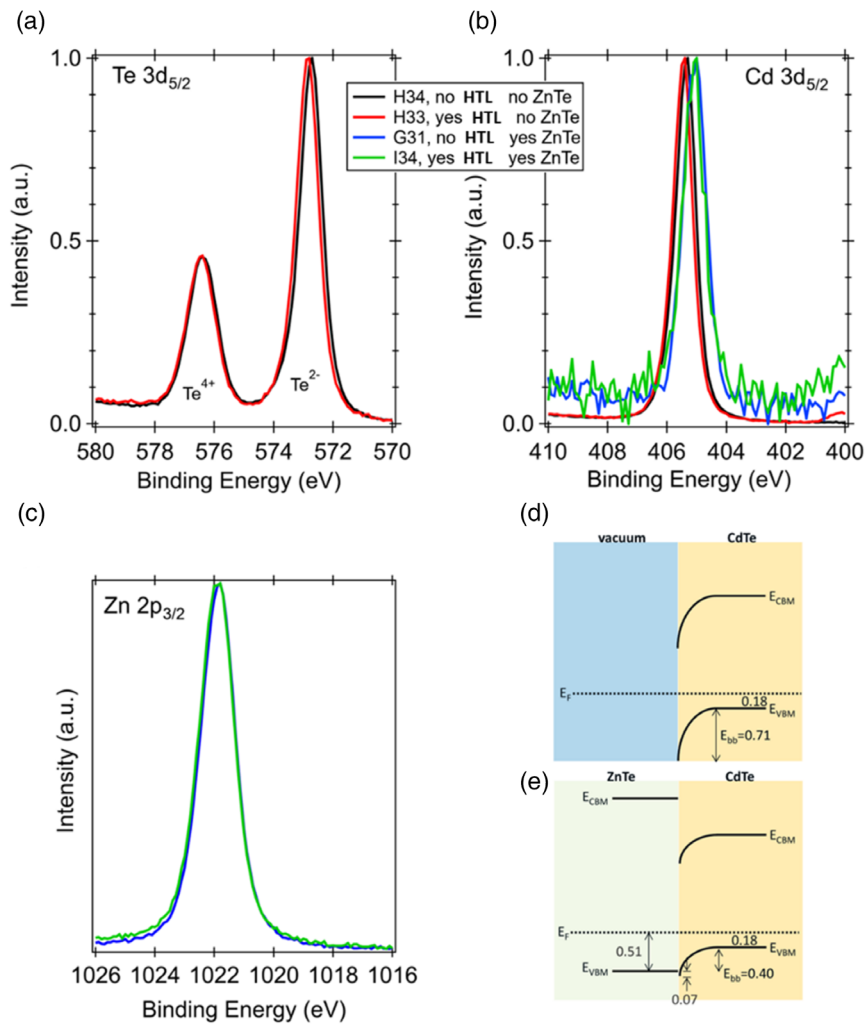 (a)
Te 3d5/2
1.0
0.5
0.0
Intensity (a.u.)
Te4+
Te2-
580 578 576 574 572 570
Binding Energy (eV)
H34, no HTL no ZnTe
H33, yes HTL no ZnTe
G31, no HTL yes ZnTe
I34, yes HTL yes ZnTe
(b)
Cd 3d5/2
1.0
0.5
0.0
Intensity (a.u.)
410 408 406 404 402 400
Binding Energy (eV)
(c)
Zn 2p3/2
Intensity (a.u.)
1026 1024 1022 1020 1018 1016
Binding Energy (eV)
(d)
vacuum CdTe
ECBM
EF
0.18
EVBM
Ebb=0.71
(e)
ZnTe CdTe
ECBM
ECBM
EF
0.51
0.18
EVBM
EVBM
Ebb=0.40
0.07